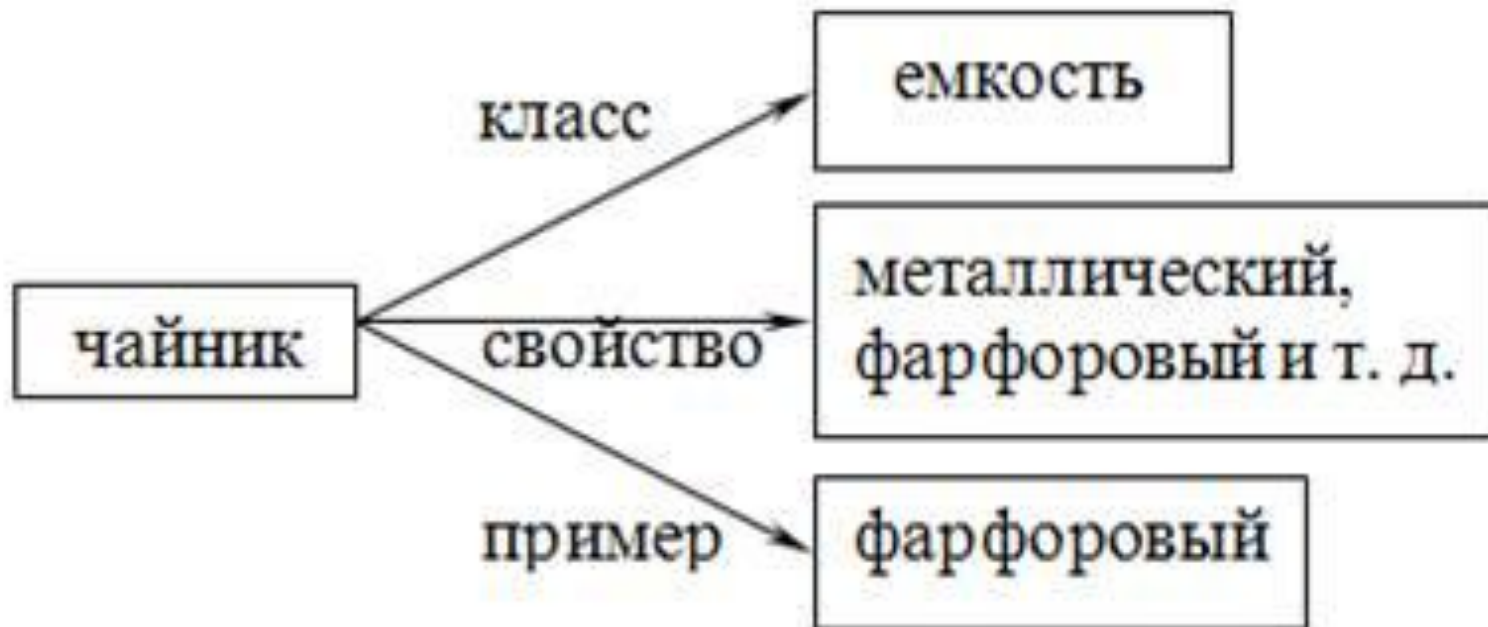 емкость
класс
металлический,
фарфоровый и т. д.
чайник
свойство
пример
фарфоровый